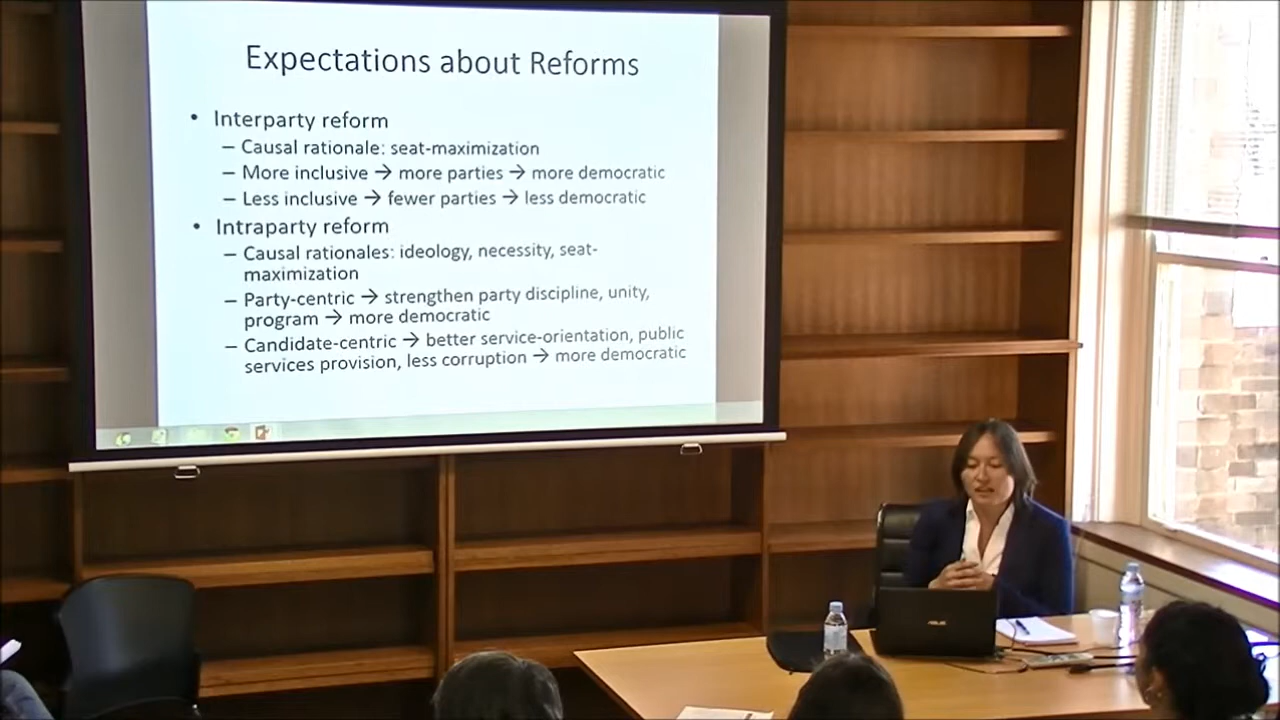 Expectations about Reforms
• Interparty reform
– Causal rationale: seat-maximization
– More inclusive → more parties → more democratic
– Less inclusive → fewer parties → less democratic
• Intraparty reform
– Causal rationales: ideology, necessity, seat-
maximization
– Party-centric → strengthen party discipline, unity,
program → more democratic
– Candidate-centric → better service-orientation, public
services provision, less corruption → more democratic
ASUS